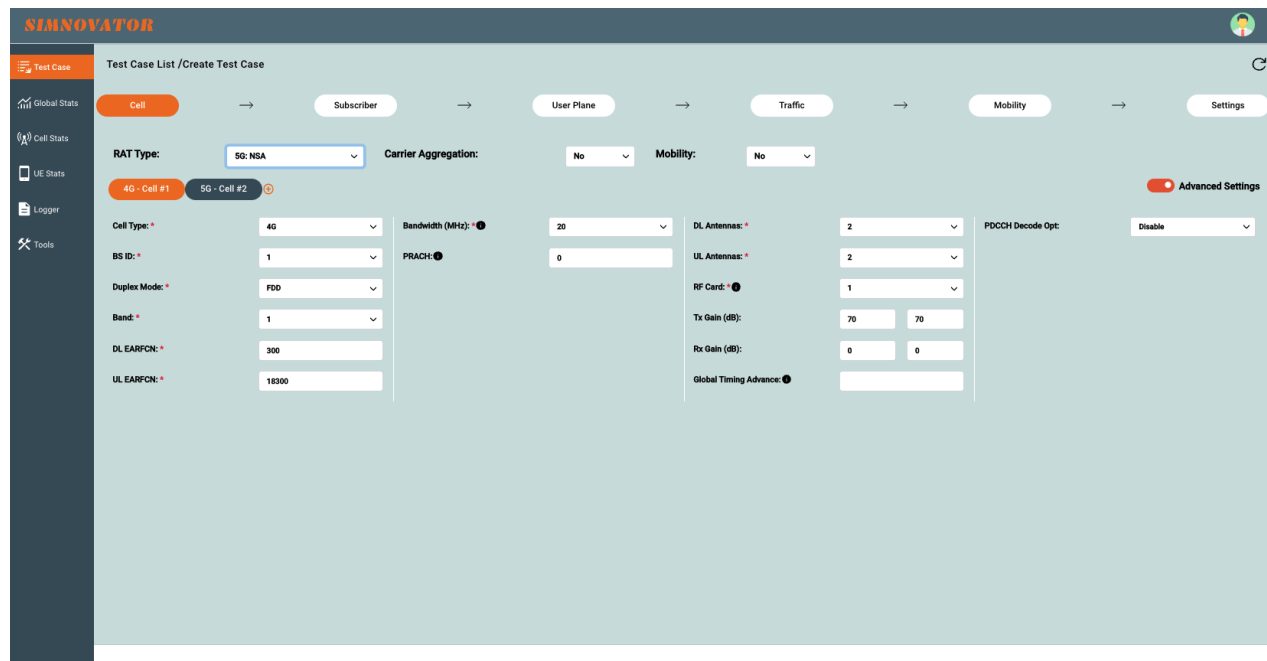 SIMNOVATOR
Test Case
Global Stats
Cell Stats
UE Stats
Logger
Tools
Test Case List /Create Test Case
Cell → Subscriber → User Plane → Traffic → Mobility → Settings
RAT Type: 5G: NSA Carrier Aggregation: No Mobility: No
4G - Cell #1 5G - Cell #2 Advanced Settings
Cell Type: * 4G Bandwidth (MHz): * 20 DL Antennas: * 2 PDCCH Decode Opt: Disable
BS ID: * 1 PRACH: 0 UL Antennas: * 2
Duplex Mode: * FDD RF Card: * 1
Band: * 1 Tx Gain (dB): 70 70
DL EARFCN: * 300 Rx Gain (dB): 0 0
UL EARFCN: * 18300 Global Timing Advance: